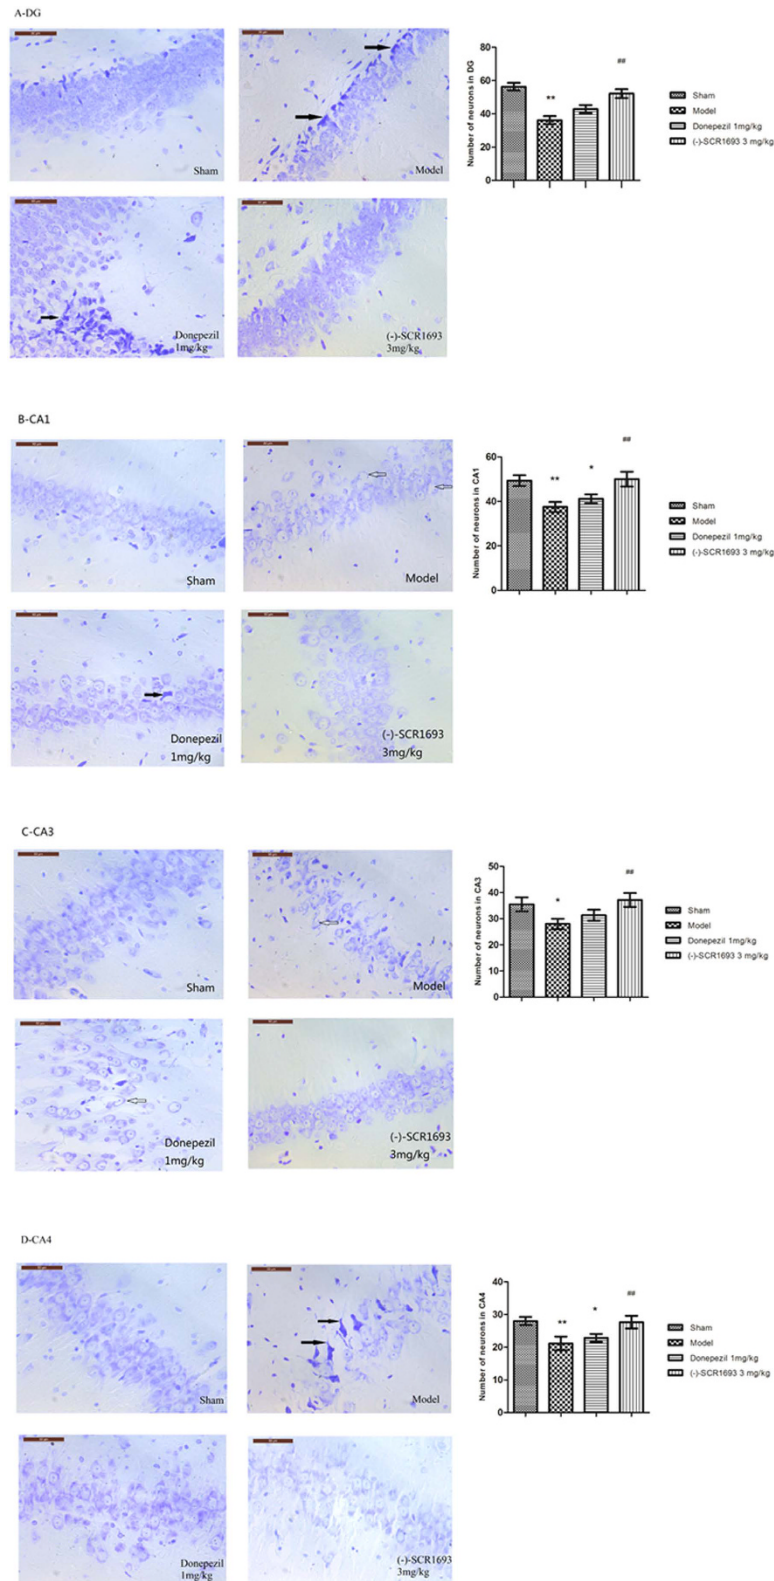 A-DG
Sham
Model
Donepezil
1mg/kg
(-)-SCR1693
3mg/kg
Number of neurons in DG
80
60
40
20
0
**
##
Sham
Model
Donepezil 1mg/kg
(-)-SCR1693 3 mg/kg
B-CA1
Sham
Model
Donepezil
1mg/kg
(-)-SCR1693
3mg/kg
Number of neurons in CA1
60
40
20
0
**
*
##
Sham
Model
Donepezil 1mg/kg
(-)-SCR1693 3 mg/kg
C-CA3
Sham
Model
Donepezil
1mg/kg
(-)-SCR1693
3mg/kg
Number of neurons in CA3
50
40
30
20
10
0
*
##
Sham
Model
Donepezil 1mg/kg
(-)-SCR1693 3 mg/kg
D-CA4
Sham
Model
Donepezil
1mg/kg
(-)-SCR1693
3mg/kg
Number of neurons in CA4
40
30
20
10
0
**
*
##
Sham
Model
Donepezil 1mg/kg
(-)-SCR1693 3 mg/kg